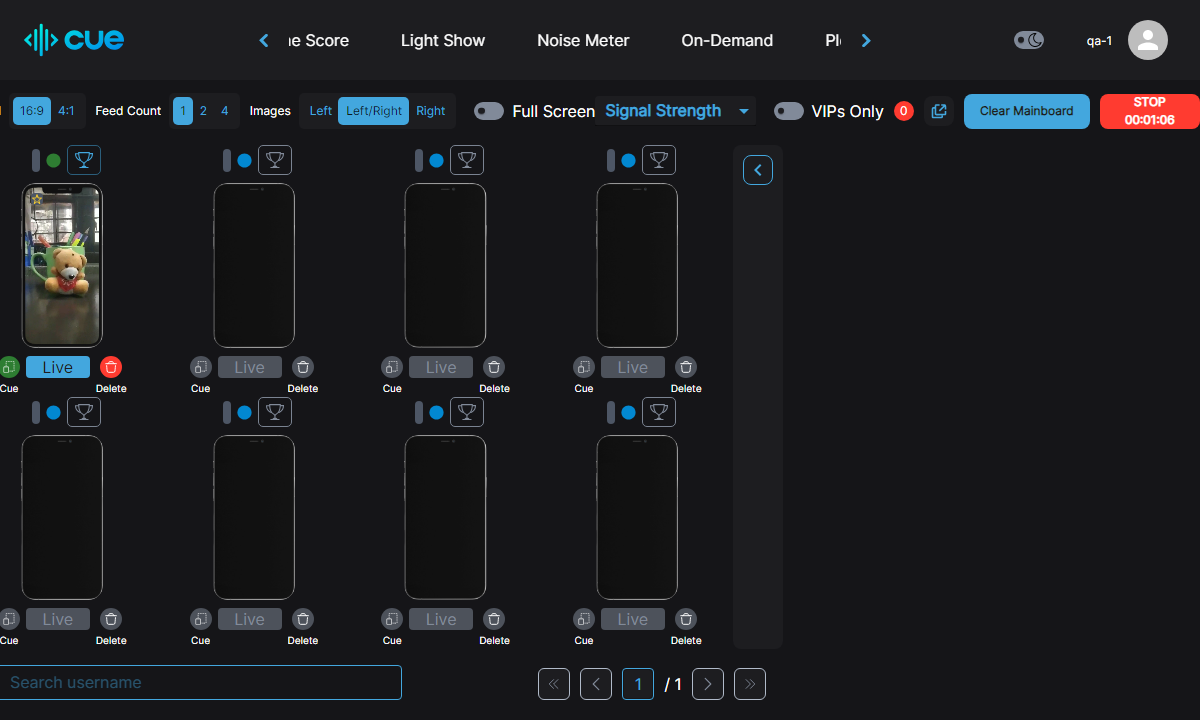 cue
e Score
Light Show
Noise Meter
On-Demand
qa-1
16:9
4:1
Feed Count
1
2
4
Images
Left
Left/Right
Right
Full Screen
Signal Strength
VIPs Only
0
Clear Mainboard
STOP
00:01:06
Live
Live
Live
Live
Cue
Delete
Cue
Delete
Cue
Delete
Cue
Delete
Live
Live
Live
Live
Cue
Delete
Cue
Delete
Cue
Delete
Cue
Delete
Search username
1
/ 1